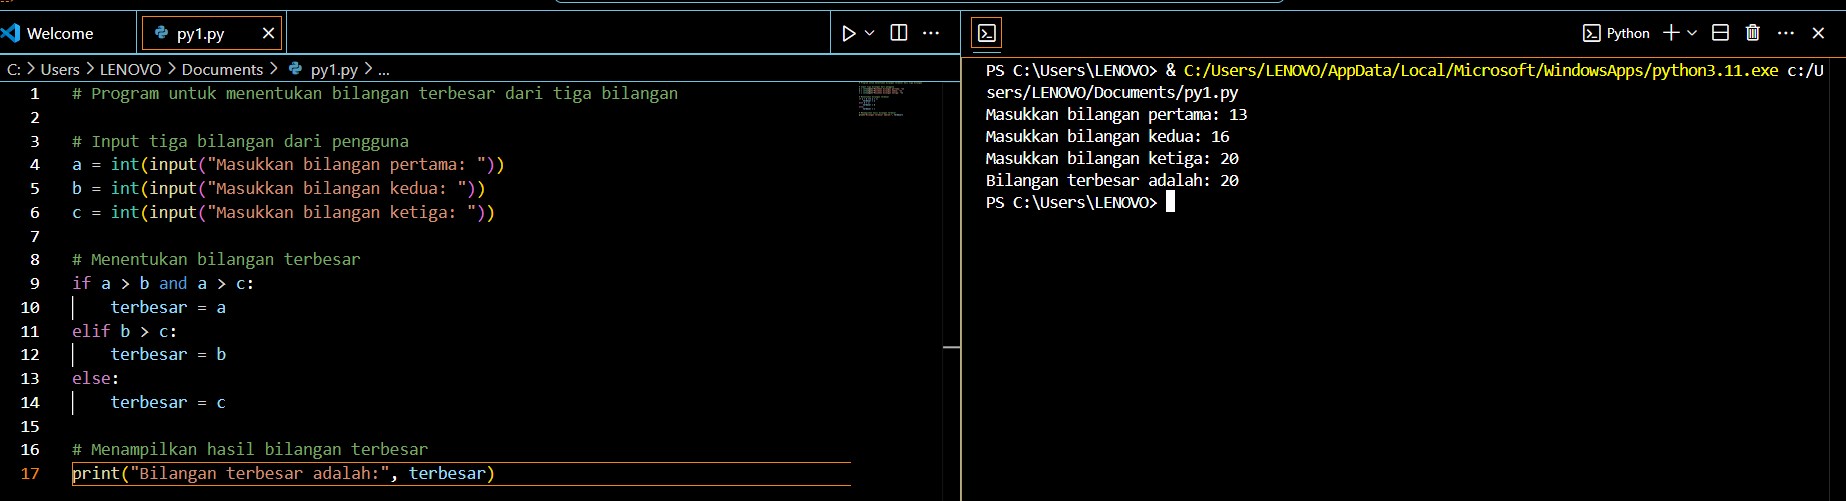 Welcome
py1.py
C: > Users > LENOVO > Documents > py1.py > ...
1 # Program untuk menentukan bilangan terbesar dari tiga bilangan
2
3 # Input tiga bilangan dari pengguna
4 a = int(input("Masukkan bilangan pertama: "))
5 b = int(input("Masukkan bilangan kedua: "))
6 c = int(input("Masukkan bilangan ketiga: "))
7
8 # Menentukan bilangan terbesar
9 if a > b and a > c:
10     terbesar = a
11 elif b > c:
12     terbesar = b
13 else:
14     terbesar = c
15
16 # Menampilkan hasil bilangan terbesar
17 print("Bilangan terbesar adalah:", terbesar)
Python
PS C:\Users\LENOVO> & C:/Users/LENOVO/AppData/Local/Microsoft/WindowsApps/python3.11.exe c:/U
sers/LENOVO/Documents/py1.py
Masukkan bilangan pertama: 13
Masukkan bilangan kedua: 16
Masukkan bilangan ketiga: 20
Bilangan terbesar adalah: 20
PS C:\Users\LENOVO>